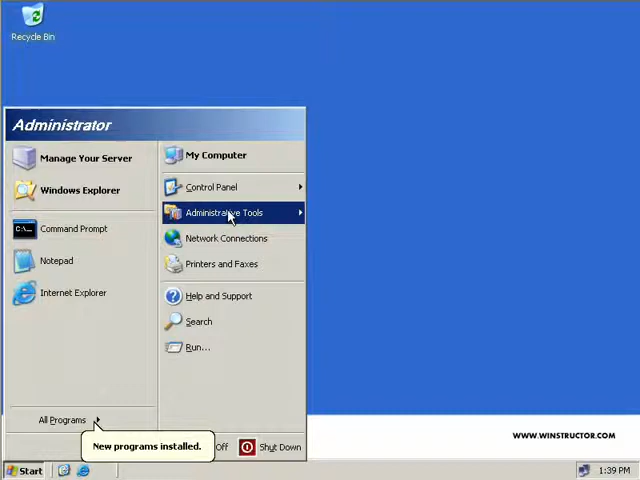 Recycle Bin
Administrator
Manage Your Server
Windows Explorer
Command Prompt
Notepad
Internet Explorer
All Programs
My Computer
Control Panel
Administrative Tools
Network Connections
Printers and Faxes
Help and Support
Search
Run...
New programs installed.
Off
Shut Down
WWW.WINSTRUCTOR.COM
Start
1:39 PM